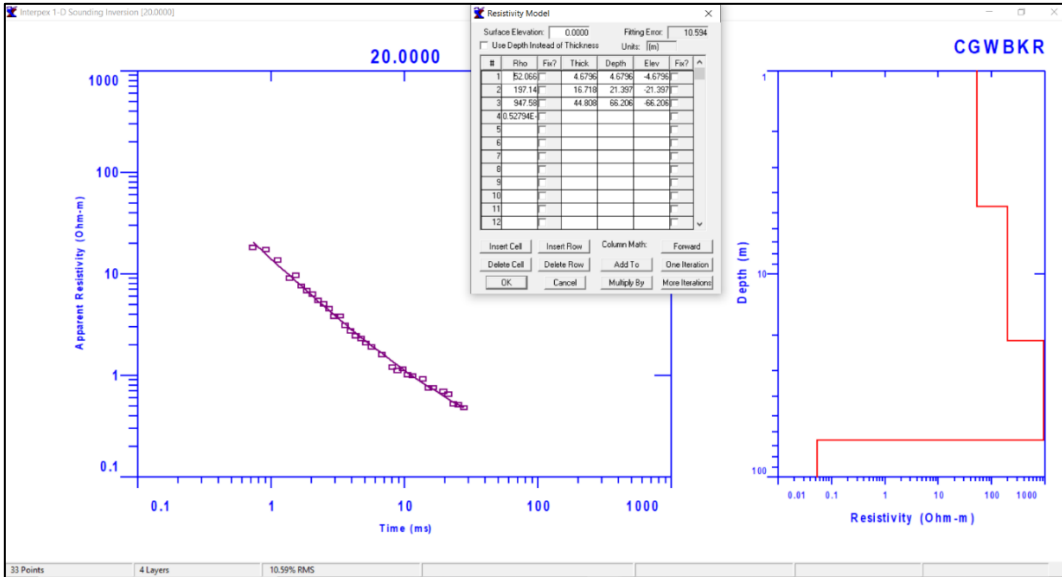 Interpex 1-D Sounding Inversion [20.0000]
20.0000
1000
100
10
1
0.1
Apparent Resistivity (Ohm-m)
0.1 1 10 100 1000
Time (ms)
Resistivity Model
Surface Elevation: 0.0000 Fitting Error: 10.594
Use Depth Instead of Thickness Units: (m)
# Rho Fix? Thick Depth Elev Fix?
1 52.066 4.6796 4.6796 -4.6796
2 197.14 16.718 21.397 -21.397
3 947.58 44.808 66.206 -66.206
4 0.52794E-
5
6
7
8
9
10
11
12
Insert Cell Insert Row Column Math: Forward
Delete Cell Delete Row Add To One Iteration
OK Cancel Multiply By More Iterations
CGWBKR
1
10
100
Depth (m)
0.01 0.1 1 10 100 1000
Resistivity (Ohm-m)
33 Points 4 Layers 10.59% RMS